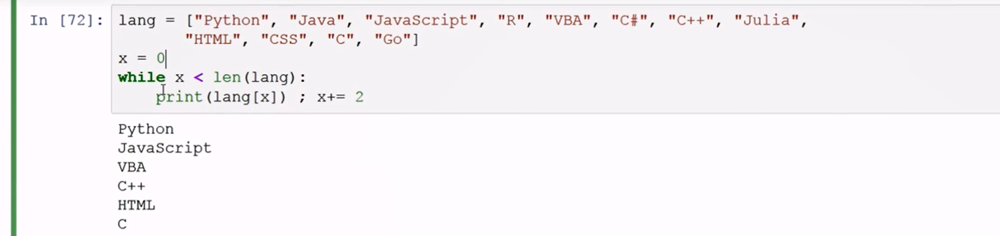 In [72]: lang = ["Python", "Java", "JavaScript", "R", "VBA", "C#", "C++", "Julia",
"HTML", "CSS", "C", "Go"]
x = 0
while x < len(lang):
print(lang[x]) ; x+= 2
Python
JavaScript
VBA
C++
HTML
C